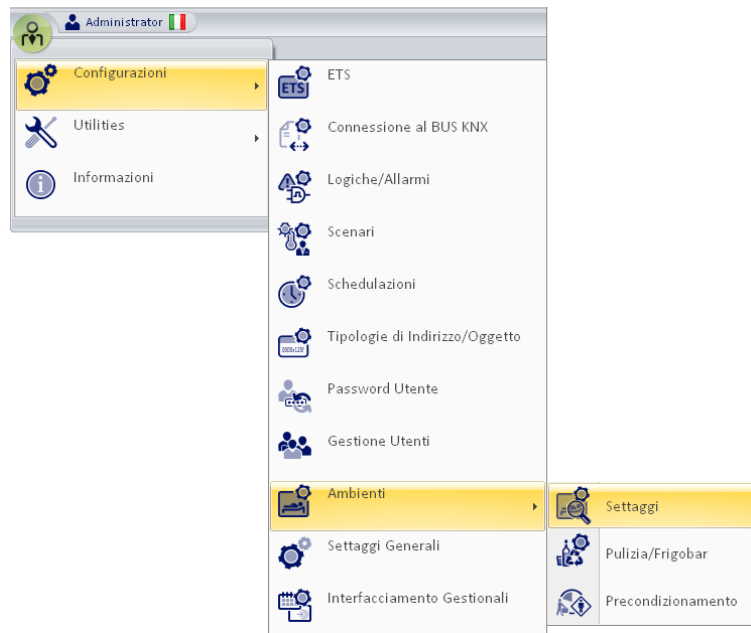 Administrator
Configurazioni
Utilities
Informazioni
ETS
ETS
Connessione al BUS KNX
Logiche/Allarmi
Scenari
Schedulazioni
Tipologie di Indirizzo/Oggetto
Password Utente
Gestione Utenti
Ambienti
Settaggi Generali
Interfacciamento Gestionali
Settaggi
Pulizia/Frigobar
Precondizionamento